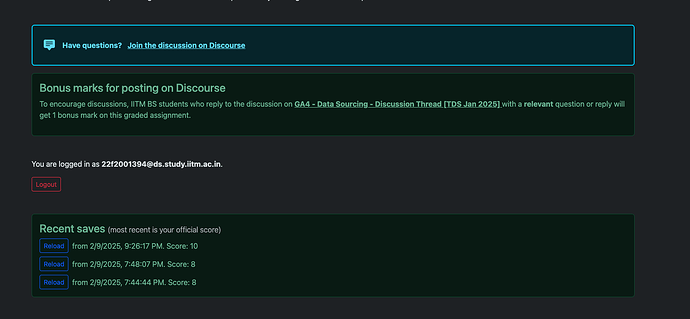 Have questions? Join the discussion on Discourse
Bonus marks for posting on Discourse
To encourage discussions, IITM BS students who reply to the discussion on GA4 - Data Sourcing - Discussion Thread [TDS Jan 2025] with a relevant question or reply will
get 1 bonus mark on this graded assignment.
You are logged in as 22f2001394@ds.study.iitm.ac.in.
Logout
Recent saves (most recent is your official score)
Reload from 2/9/2025, 9:26:17 PM. Score: 10
Reload from 2/9/2025, 7:48:07 PM. Score: 8
Reload from 2/9/2025, 7:44:44 PM. Score: 8